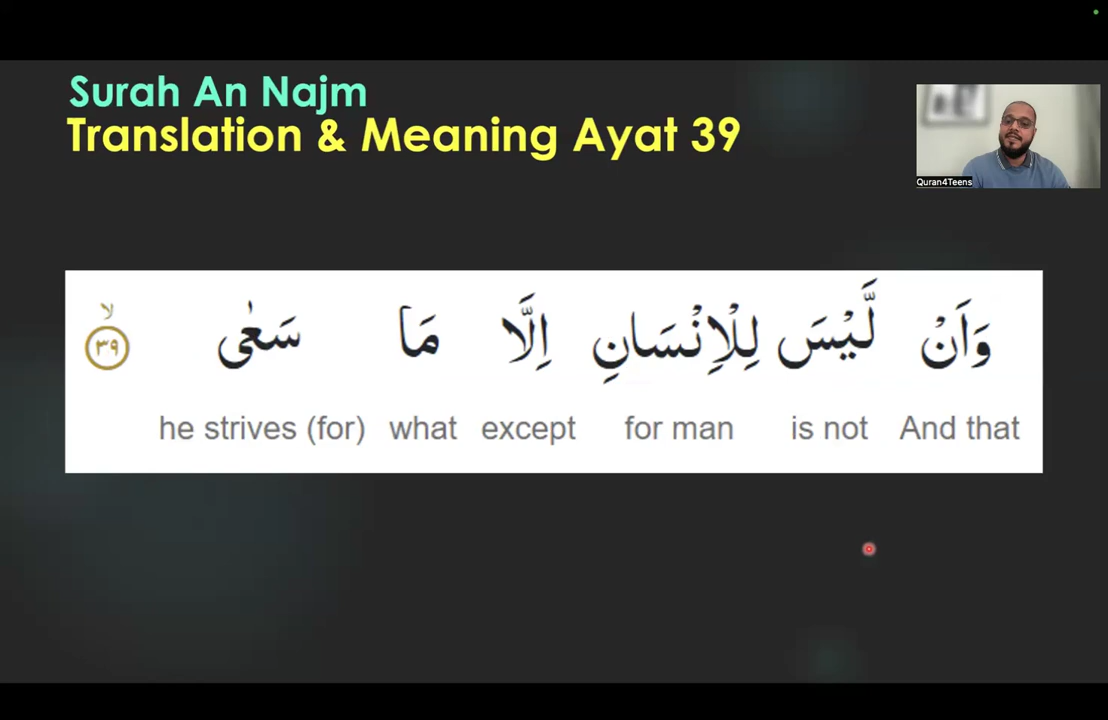 Surah An Najm
Translation & Meaning Ayat 39
Quran4Teens
وَاَنْ لَّيْسَ لِلْاِنْسَانِ اِلَّا مَا سَعٰى ۙ ٣٩
And that is not for man except what he strives (for)